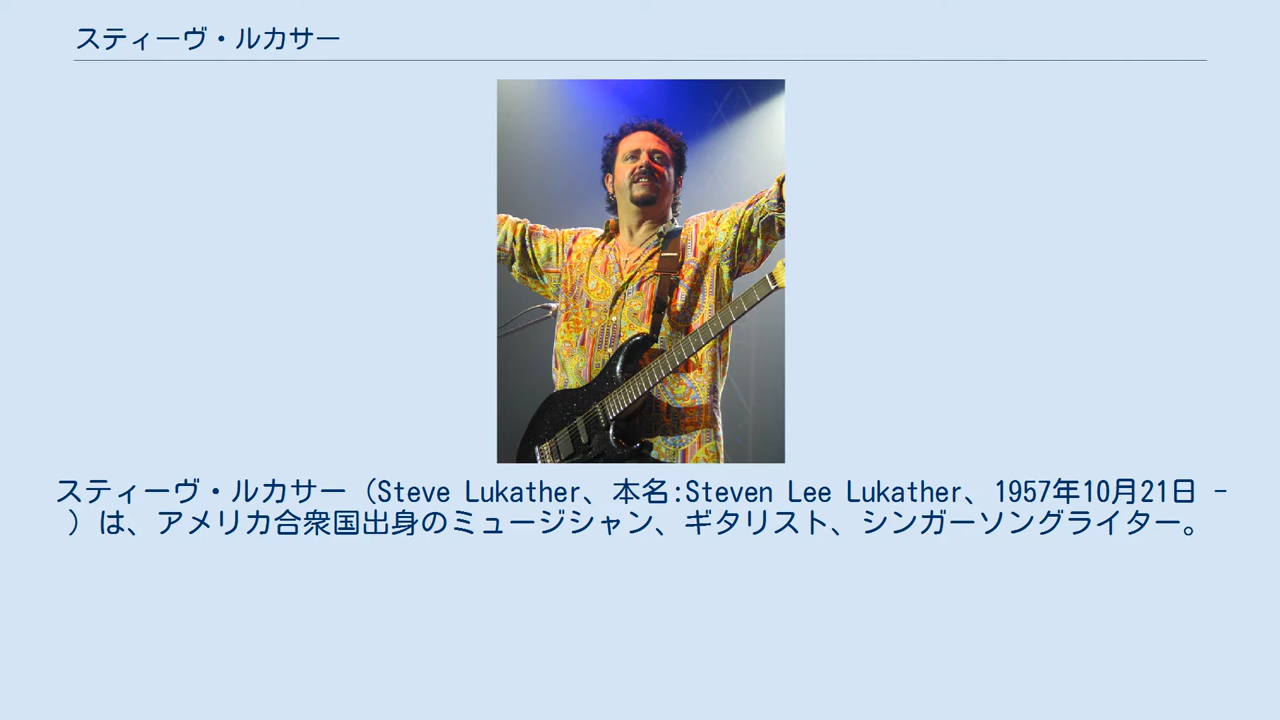 スティーヴ・ルカサー
スティーヴ・ルカサー（Steve Lukather、本名:Steven Lee Lukather、1957年10月21日 -
）は、アメリカ合衆国出身のミュージシャン、ギタリスト、シンガーソングライター。